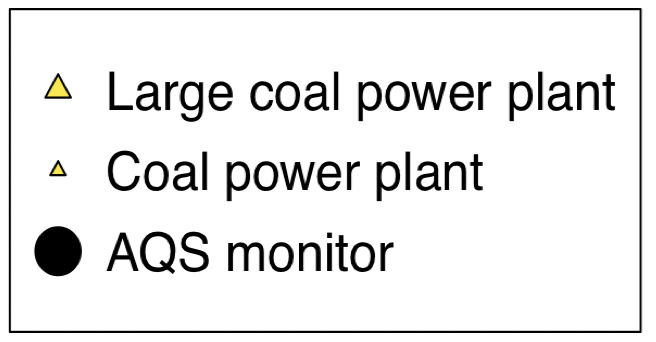 Large coal power plant
Coal power plant
AQS monitor